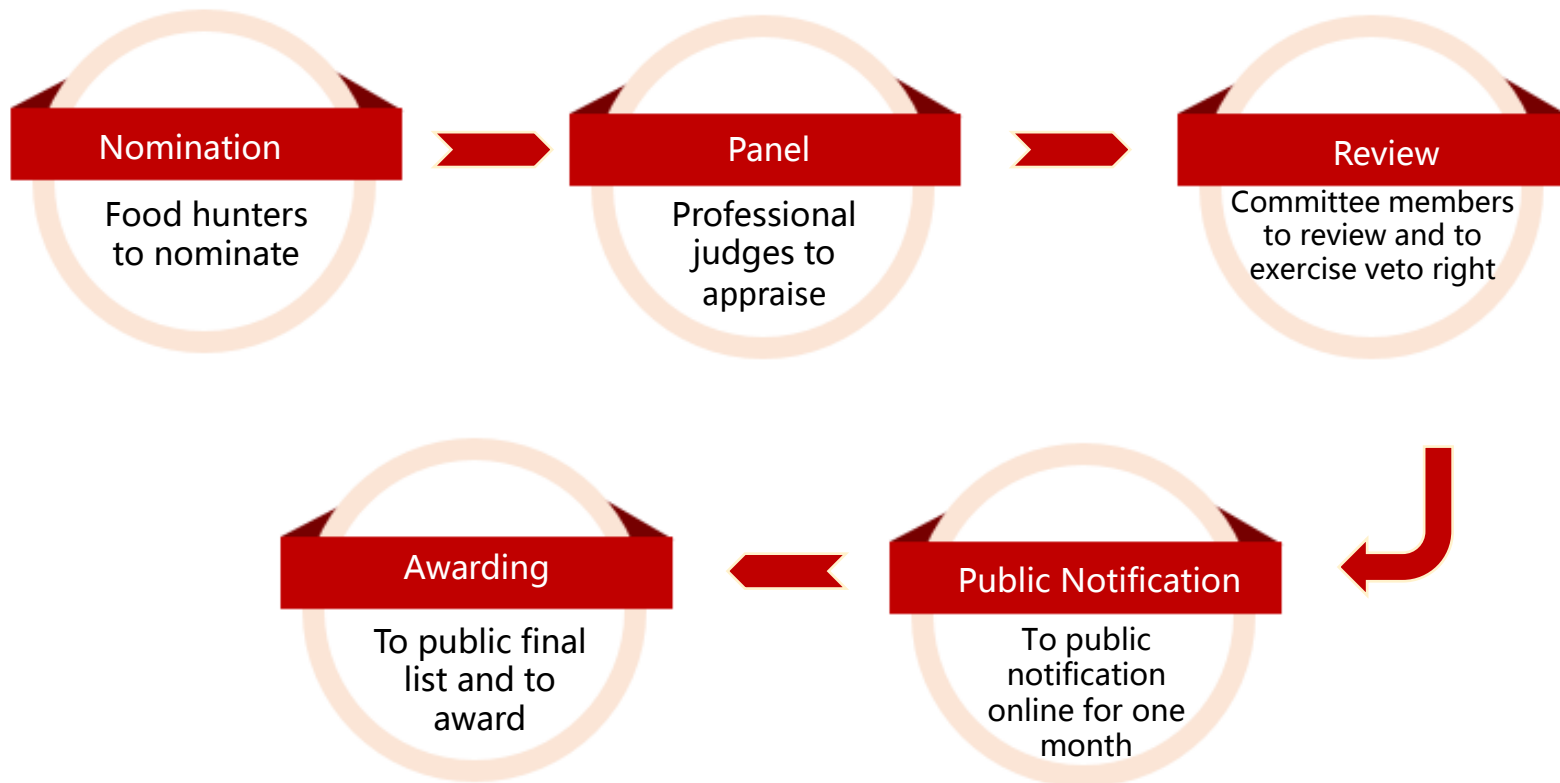 Nomination
Food hunters
to nominate
Panel
Professional
judges to
appraise
Review
Committee members
to review and to
exercise veto right
Public Notification
To public
notification
online for one
month
Awarding
To public final
list and to
award